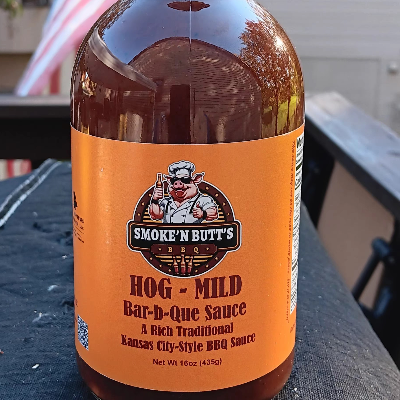 SMOKE'N BUTT'S
BBQ
HOG - MILD
Bar-b-Que Sauce
A Rich Traditional
Kansas City-Style BBQ Sauce
Net Wt 16oz (435g)